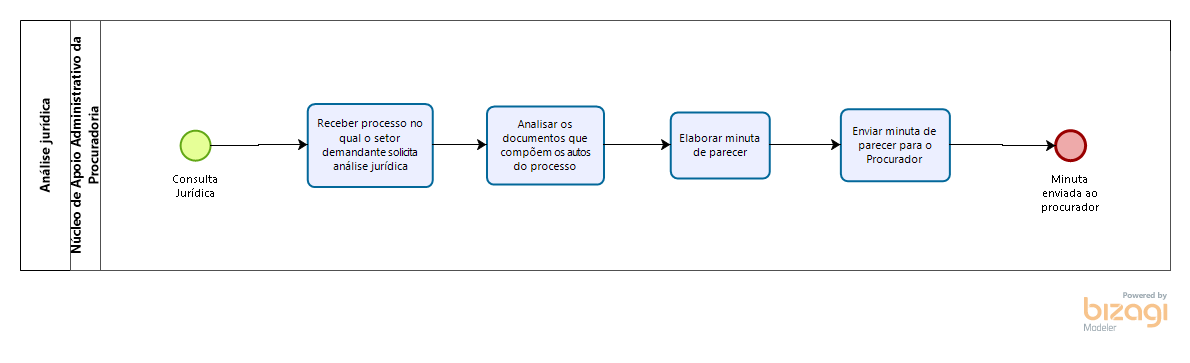 Análise jurídica
Núcleo de Apoio Administrativo da
Procuradoria
Consulta
Jurídica
Receber processo no
qual o setor
demandante solicita
análise jurídica
Analisar os
documentos que
compõem os autos
do processo
Elaborar minuta
de parecer
Enviar minuta de
parecer para o
Procurador
Minuta
enviada ao
procurador
Powered by
bizagi
Modeler